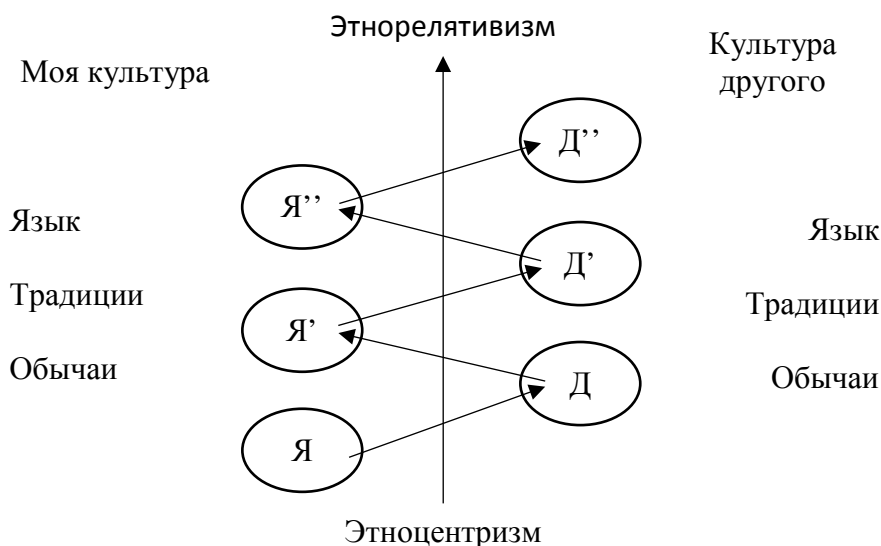 Этнорелятивизм
Моя культура
Культура
другого
Д’’
Я’’
Язык
Язык
Д’
Традиции
Традиции
Я’
Обычаи
Обычаи
Д
Я
Этноцентризм